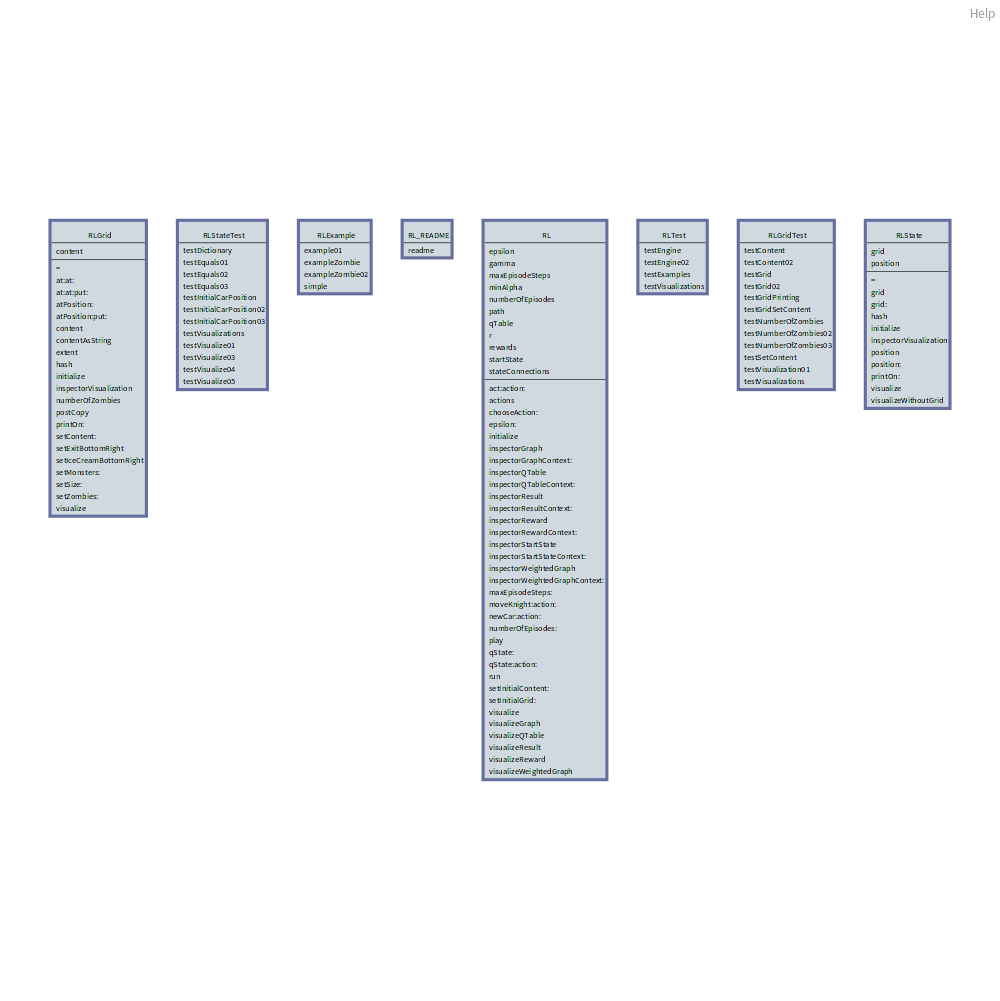 Help
RLGrid
content
=
at:at:
at:at:put:
atPosition:
atPosition:put:
content
contentAsString
extent
hash
initialize
inspectorVisualization
numberOfZombies
postCopy
printOn:
setContent:
setExitBottomRight
setIceCreamBottomRight
setMonsters:
setSize:
setZombies:
visualize
RLStateTest
testDictionary
testEquals01
testEquals02
testEquals03
testInitialCarPosition
testInitialCarPosition02
testInitialCarPosition03
testVisualizations
testVisualize01
testVisualize03
testVisualize04
testVisualize05
RLExample
example01
exampleZombie
exampleZombie02
simple
RL_README
readme
RL
epsilon
gamma
maxEpisodeSteps
minAlpha
numberOfEpisodes
path
qTable
r
rewards
startState
stateConnections
act:action:
actions
chooseAction:
epsilon:
initialize
inspectorGraph
inspectorGraphContext:
inspectorQTable
inspectorQTableContext:
inspectorResult
inspectorResultContext:
inspectorReward
inspectorRewardContext:
inspectorStartState
inspectorStartStateContext:
inspectorWeightedGraph
inspectorWeightedGraphContext:
maxEpisodeSteps:
moveKnight:action:
newCar:action:
numberOfEpisodes:
play
qState:
qState:action:
run
setInitialContent:
setInitialGrid:
visualize
visualizeGraph
visualizeQTable
visualizeResult
visualizeReward
visualizeWeightedGraph
RLTest
testEngine
testEngine02
testExamples
testVisualizations
RLGridTest
testContent
testContent02
testGrid
testGrid02
testGridPrinting
testGridSetContent
testNumberOfZombies
testNumberOfZombies02
testNumberOfZombies03
testSetContent
testVisualization01
testVisualizations
RLState
grid
position
=
grid
grid:
hash
initialize
inspectorVisualization
position
position:
printOn:
visualize
visualizeWithoutGrid